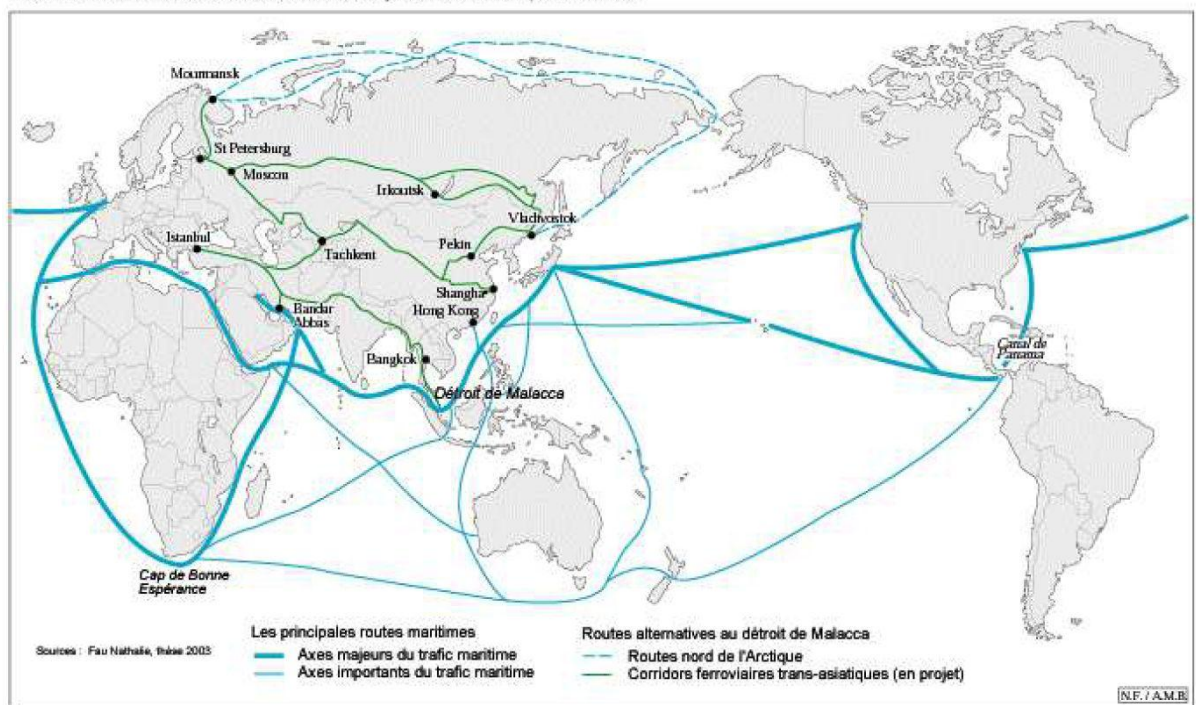 Mourmansk
St Petersburg
Moscou
Irkoutsk
Vladivostok
Istanbul
Tachkent
Pekin
Shanghai
Bandar
Abbas
Hong Kong
Bangkok
Canal de
Panama
Détroit de Malacca
Cap de Bonne
Espérance
Les principales routes maritimes
Axes majeurs du trafic maritime
Axes importants du trafic maritime
Routes alternatives au détroit de Malacca
Routes nord de l'Arctique
Corridors ferroviaires trans-asiatiques (en projet)
Sources : Fau Nathalie, thèse 2003
N.F. / A.M.B.